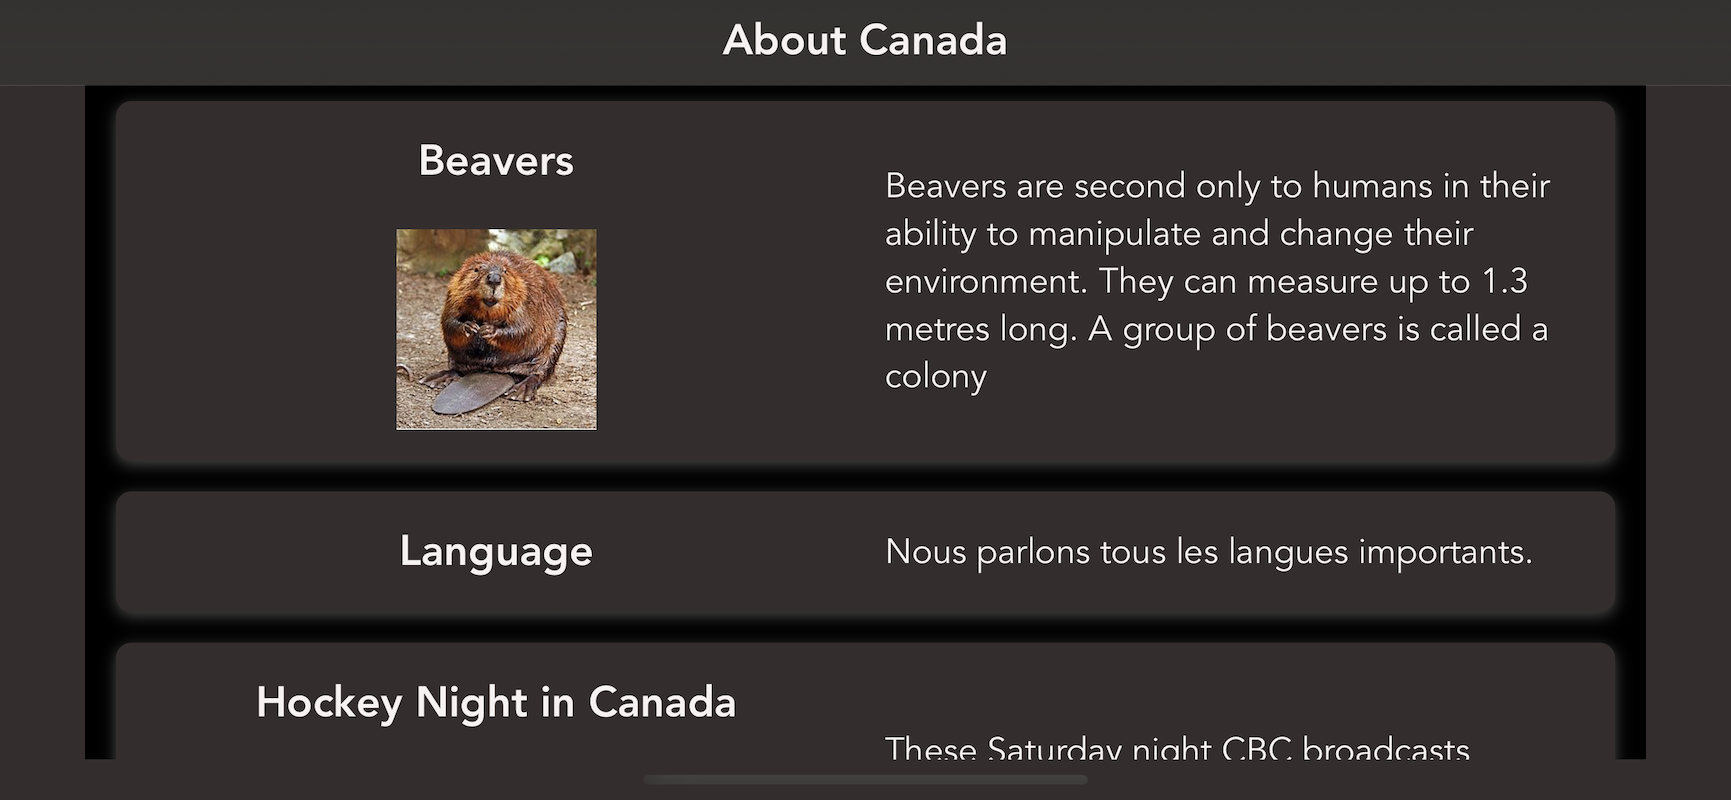 About Canada
Beavers
Beavers are second only to humans in their
ability to manipulate and change their
environment. They can measure up to 1.3
metres long. A group of beavers is called a
colony
Language
Nous parlons tous les langues importants.
Hockey Night in Canada
These Saturday night CBC broadcasts